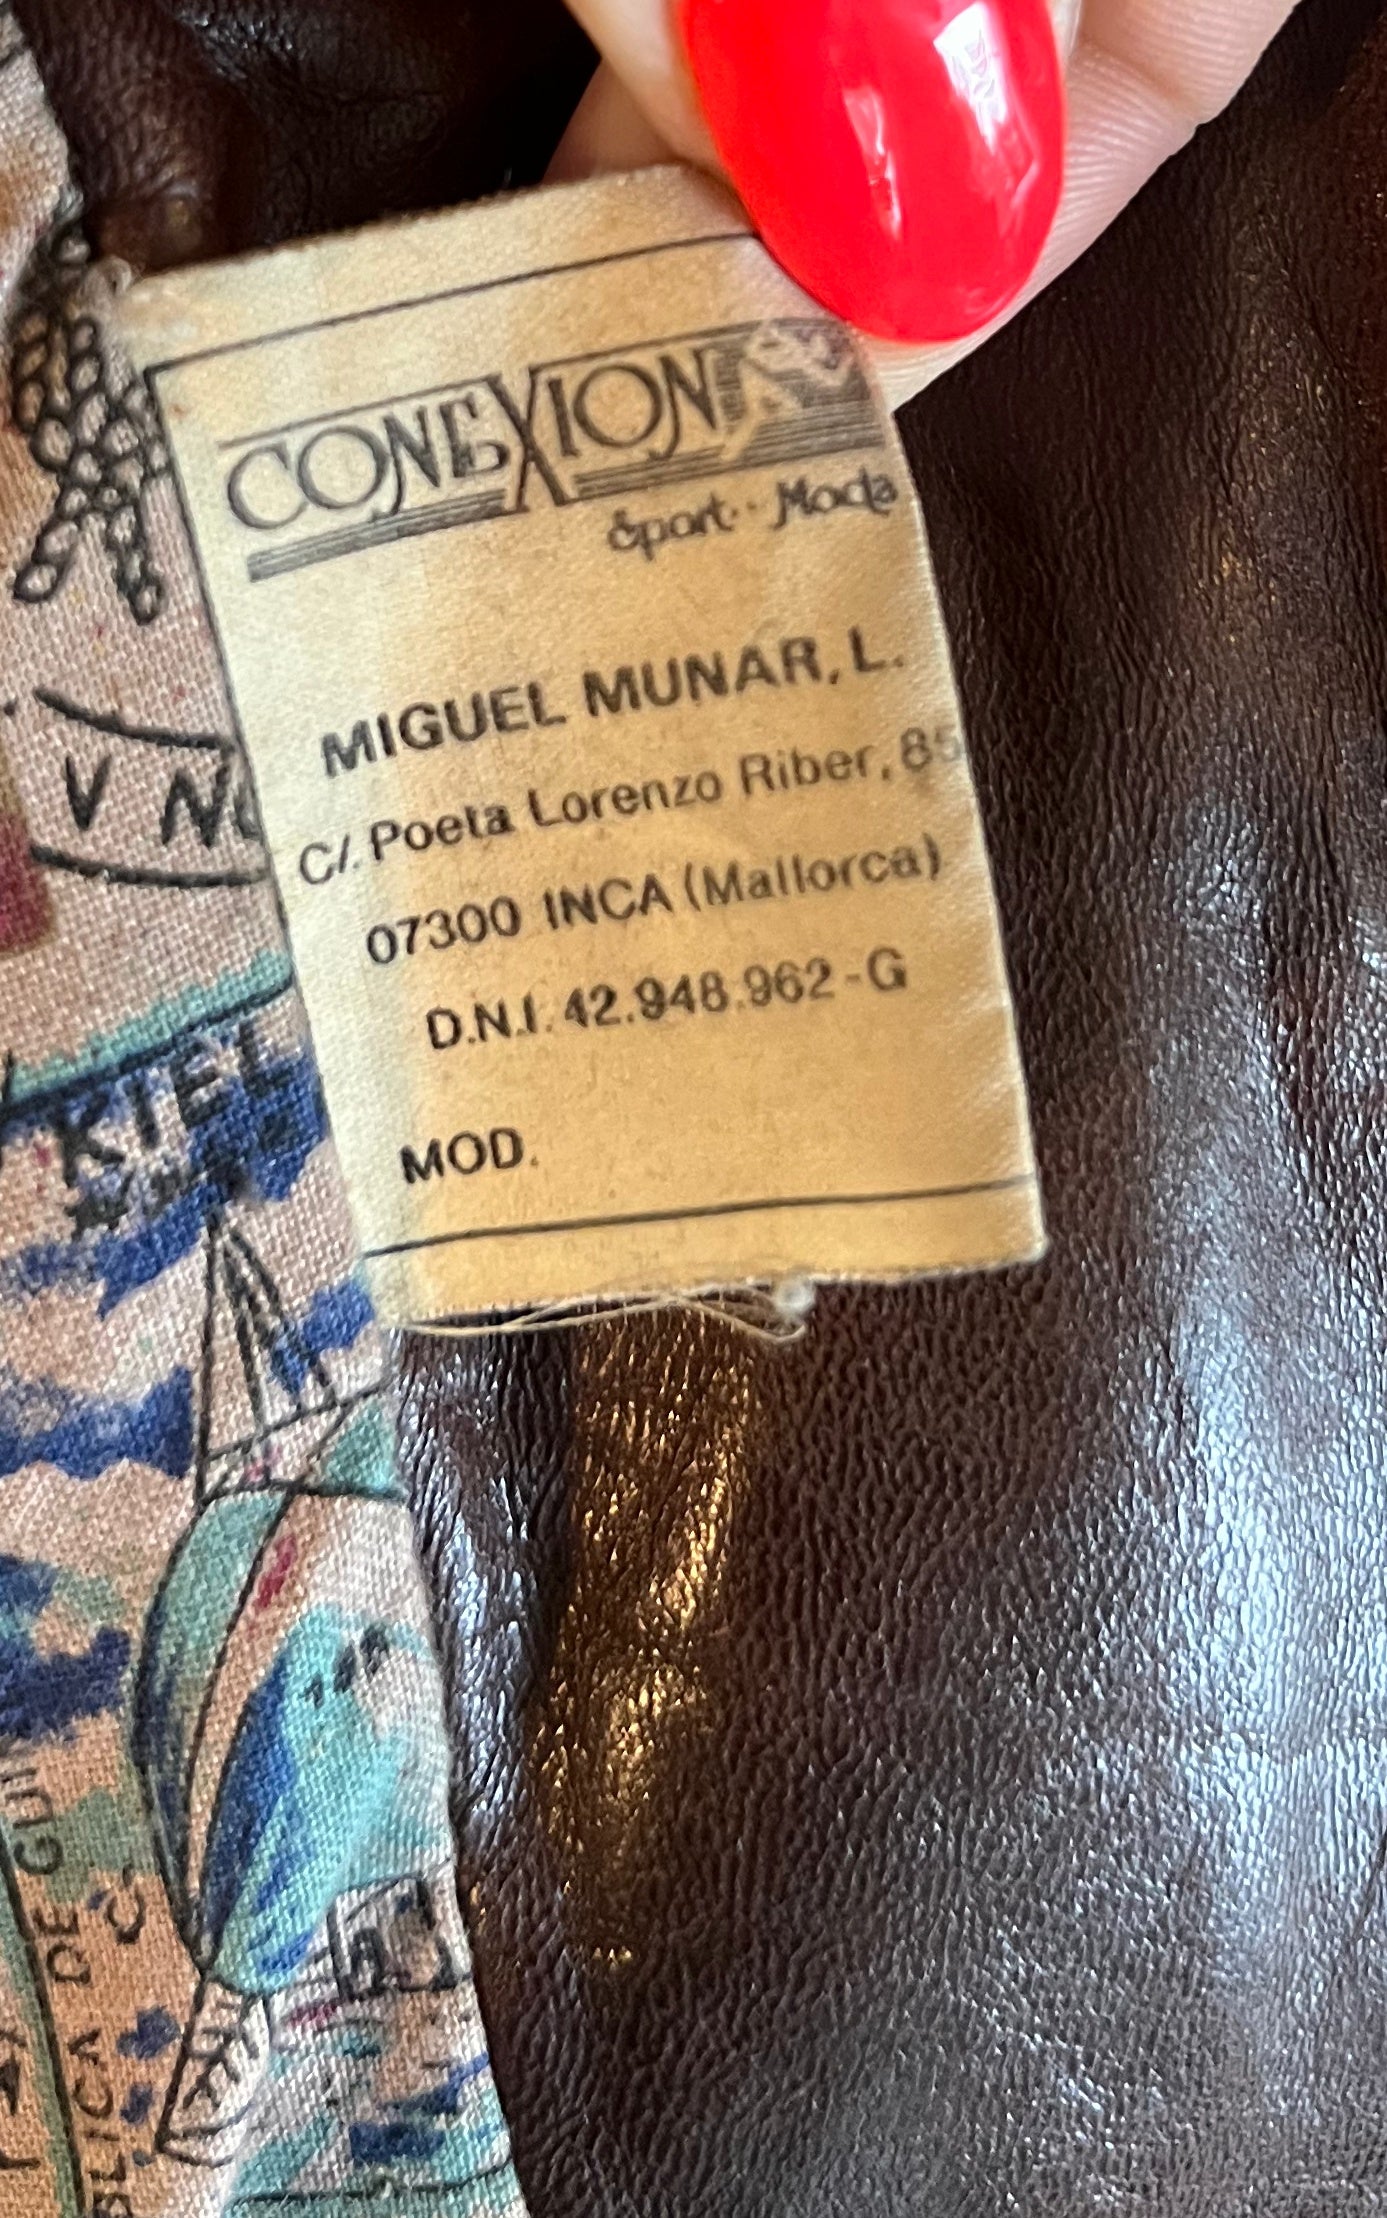 CONEXION
Sport·Moda
MIGUEL MUNAR, L.
C/. Poeta Lorenzo Riber, 85
07300 INCA (Mallorca)
D.N.I. 42.948.962-G
MOD.
KIEL